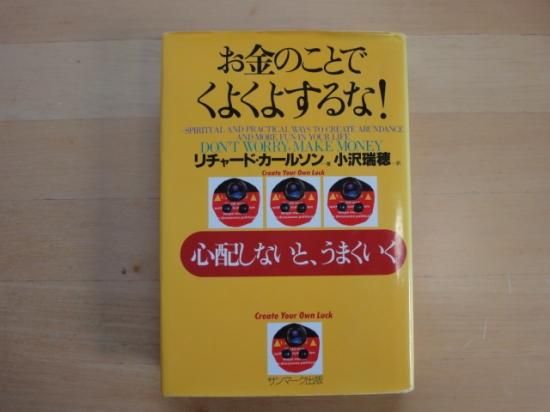 お金のことで
くよくよするな!
SPIRITUAL AND PRACTICAL WAYS TO CREATE ABUNDANCE
AND MORE FUN IN YOUR LIFE
DON'T WORRY, MAKE MONEY
リチャード・カールソン 著 小沢瑞穂 訳
Create Your Own Luck
心配しないと、うまくいく
Create Your Own Luck
サンマーク出版